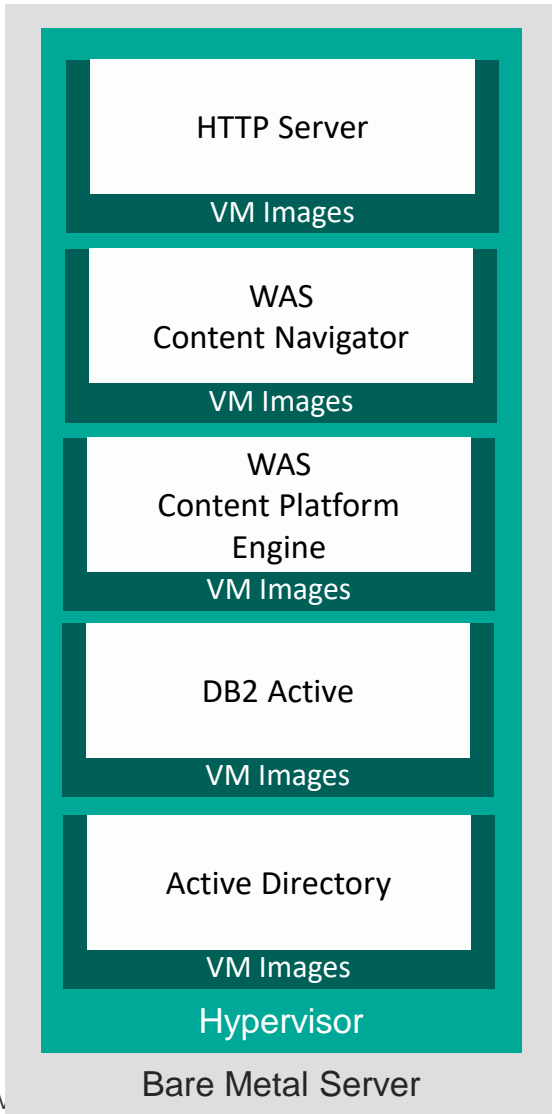 HTTP Server
VM Images
WAS
Content Navigator
VM Images
WAS
Content Platform
Engine
VM Images
DB2 Active
VM Images
Active Directory
VM Images
Hypervisor
Bare Metal Server